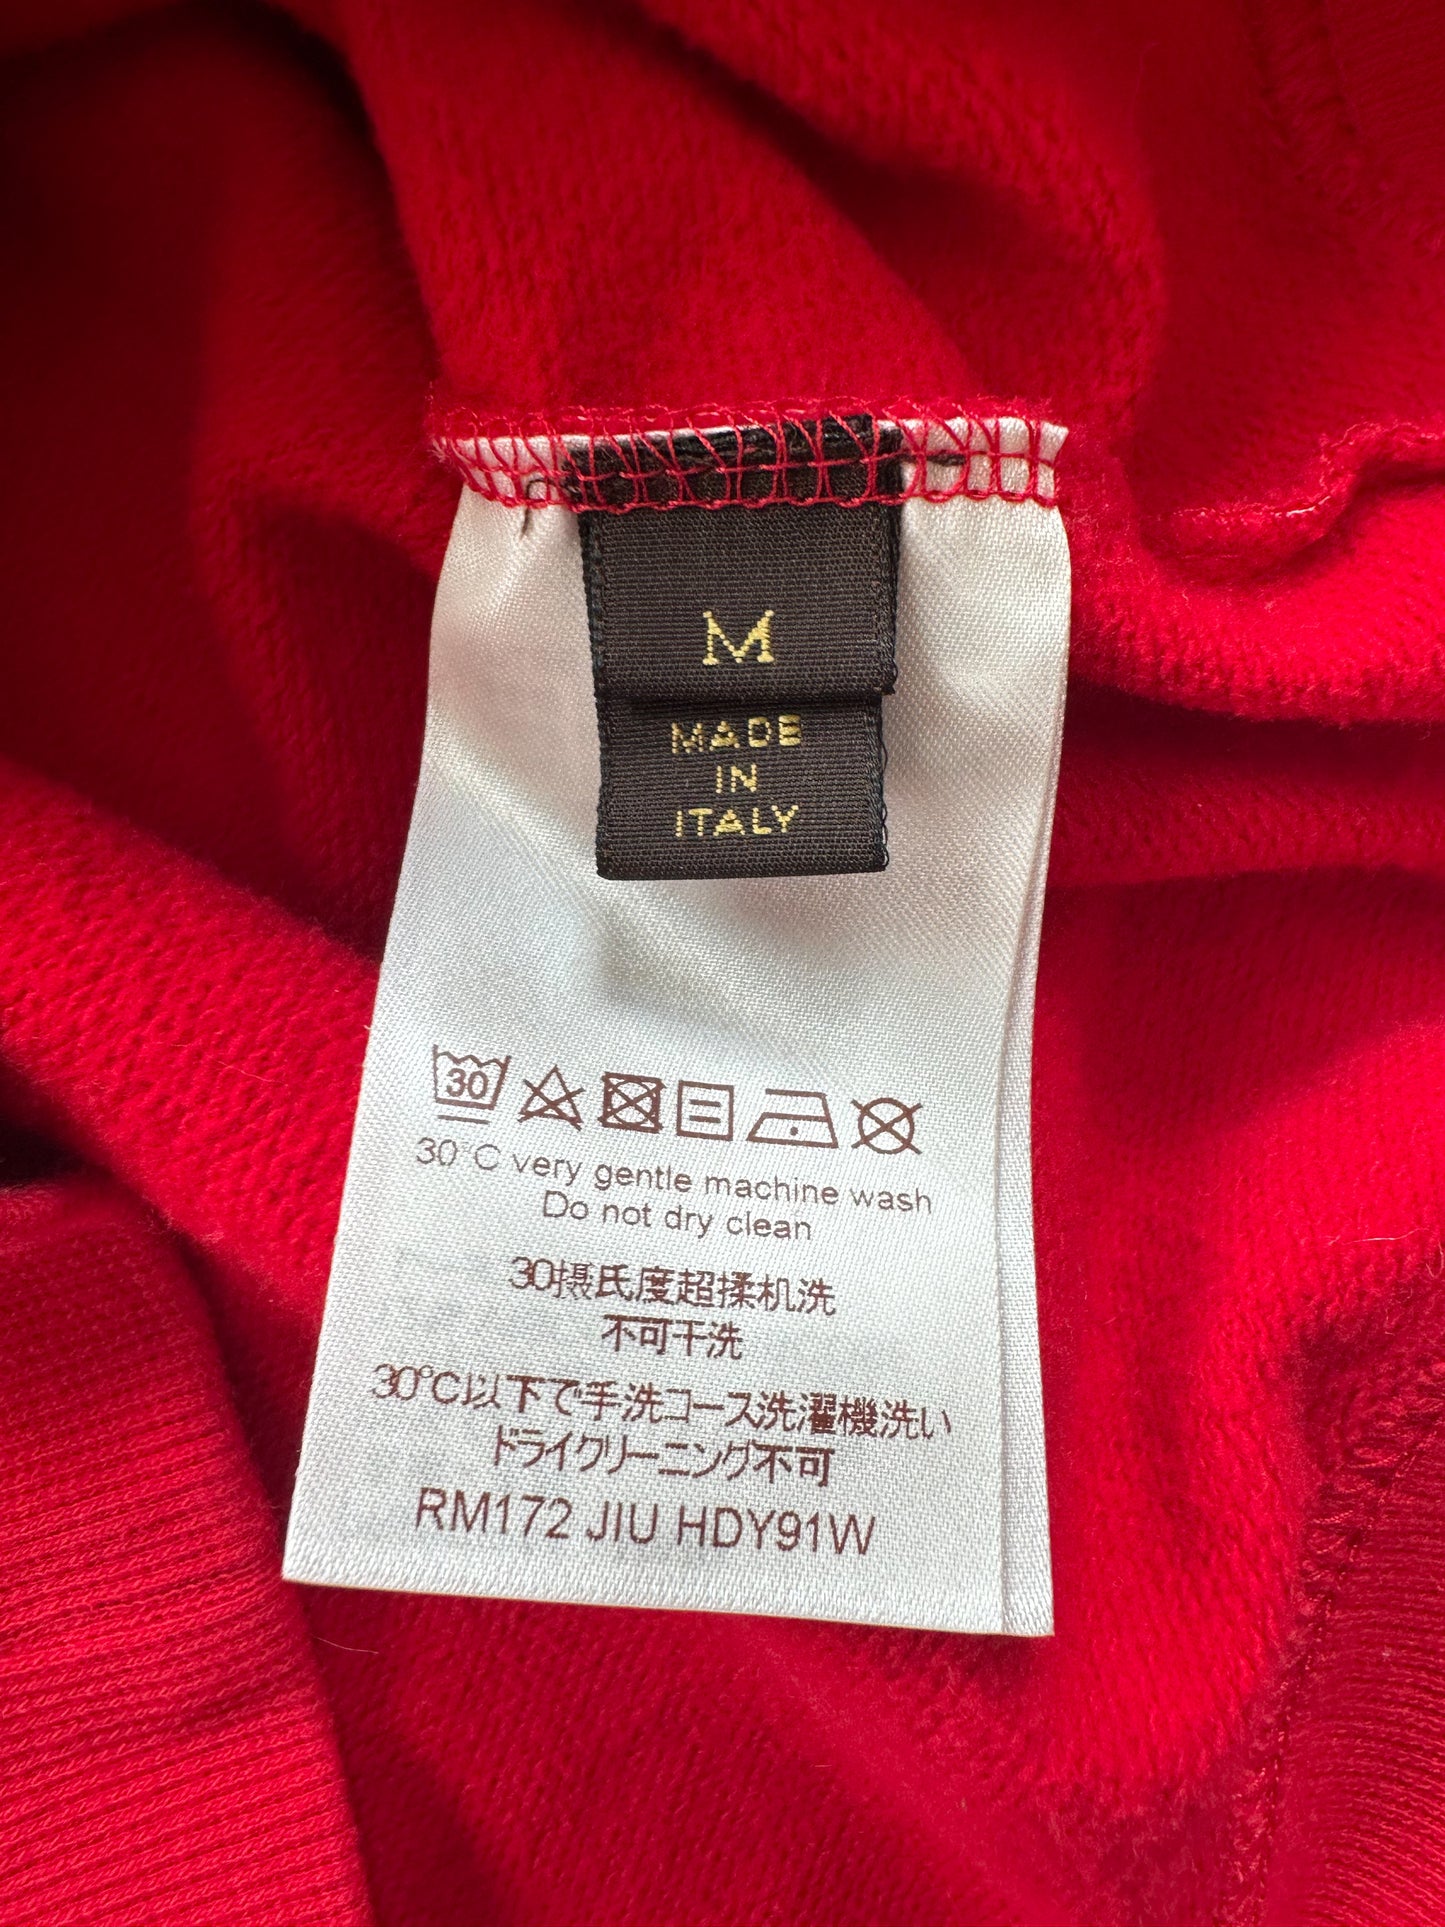 M
MADE
IN
ITALY
30
30°C very gentle machine wash
Do not dry clean
30摄氏度超揉机洗
不可干洗
30℃以下で手洗コース洗濯機洗い
ドライクリーニング不可
RM172 JIU HDY91W